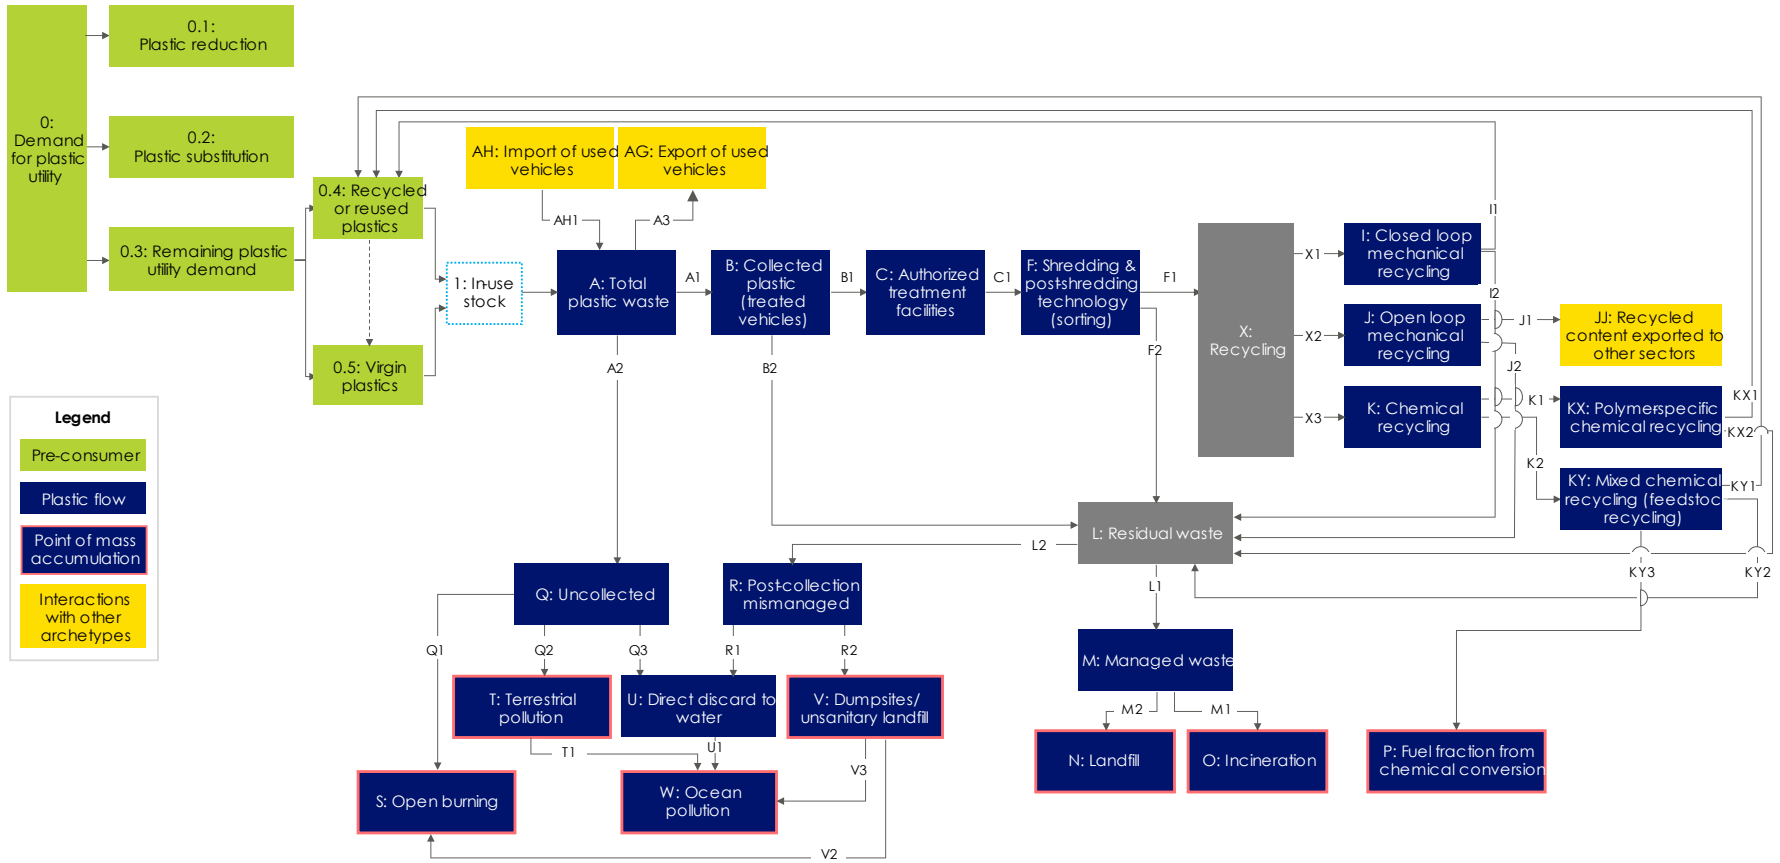 0:
Demand
for plastic
utility
0.1:
Plastic reduction
0.2:
Plastic substitution
0.3: Remaining plastic
utility demand
0.4: Recycled
or reused
plastics
0.5: Virgin
plastics
1: In-use
stock
AH: Import of used
vehicles
AG: Export of used
vehicles
AH1
A3
A: Total
plastic waste
A1
A2
B: Collected
plastic
(treated
vehicles)
B1
B2
C: Authorized
treatment
facilities
C1
F: Shredding &
post-shredding
technology
(sorting)
F1
F2
X:
Recycling
X1
X2
X3
I: Closed loop
mechanical
recycling
I1
I2
J: Open loop
mechanical
recycling
J1
J2
JJ: Recycled
content exported to
other sectors
K: Chemical
recycling
K1
K2
KX: Polymer-specific
chemical recycling
KX1
KX2
KY: Mixed chemical
recycling (feedstoc
recycling)
KY1
KY2
KY3
L: Residual waste
L2
L1
Q: Uncollected
Q1
Q2
Q3
R: Post-collection
mismanaged
R1
R2
M: Managed waste
M2
M1
T: Terrestrial
pollution
T1
U: Direct discard to
water
U1
V: Dumpsites/
unsanitary landfill
V3
V2
S: Open burning
W: Ocean
pollution
N: Landfill
O: Incineration
P: Fuel fraction from
chemical conversion
Legend
Pre-consumer
Plastic flow
Point of mass
accumulation
Interactions
with other
archetypes